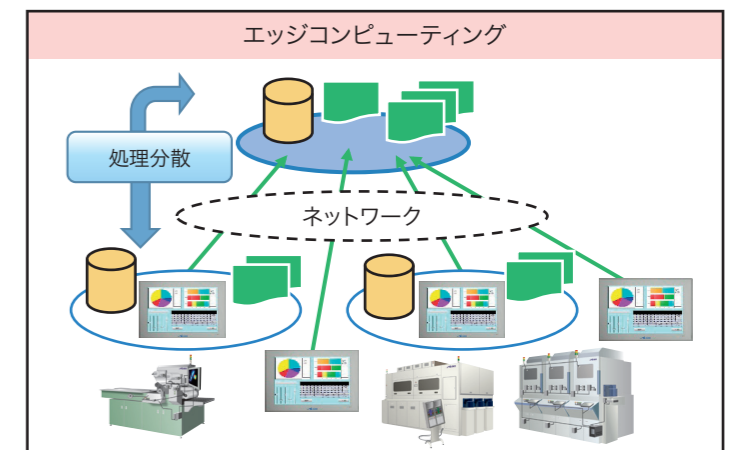 エッジコンピューティング
処理分散
ネットワーク